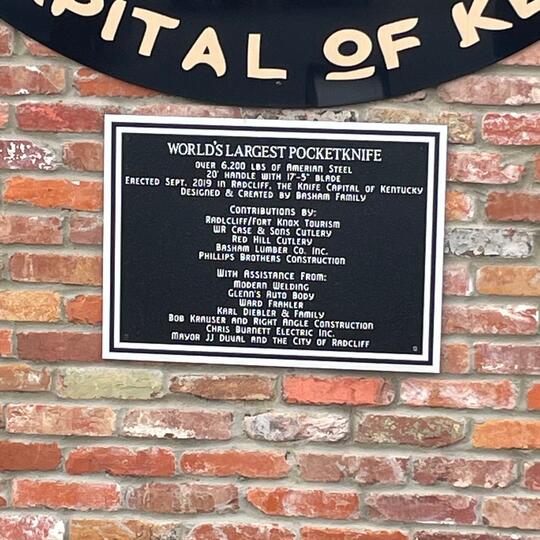 PITAL OF KE
WORLD'S LARGEST POCKETKNIFE
OVER 6,200 LBS OF AMERIAN STEEL
20' HANDLE WITH 17'-5" BLADE
ERECTED SEPT. 2019 IN RADCLIFF, THE KNIFE CAPITAL OF KENTUCKY
DESIGNED & CREATED BY BASHAM FAMILY
CONTRIBUTIONS BY:
RADLCLIFF/FORT KNOX TOURISM
WR CASE & SONS CUTLERY
RED HILL CUTLERY
BASHAM LUMBER CO. INC.
PHILLIPS BROTHERS CONSTRUCTION
WITH ASSISTANCE FROM:
MODERN WELDING
GLENN'S AUTO BODY
WARD FRAHLER
KARL DIEBLER & FAMILY
BOB KRAUSER AND RIGHT ANGLE CONSTRUCTION
CHRIS BURNETT ELECTRIC INC.
MAYOR JJ DUVAL AND THE CITY OF RADCLIFF